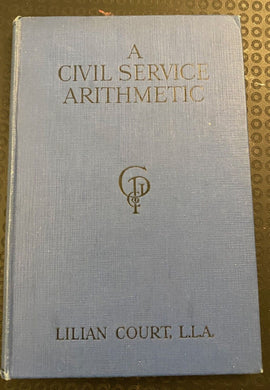 A
CIVIL SERVICE
ARITHMETIC
LILIAN COURT, L.L.A.